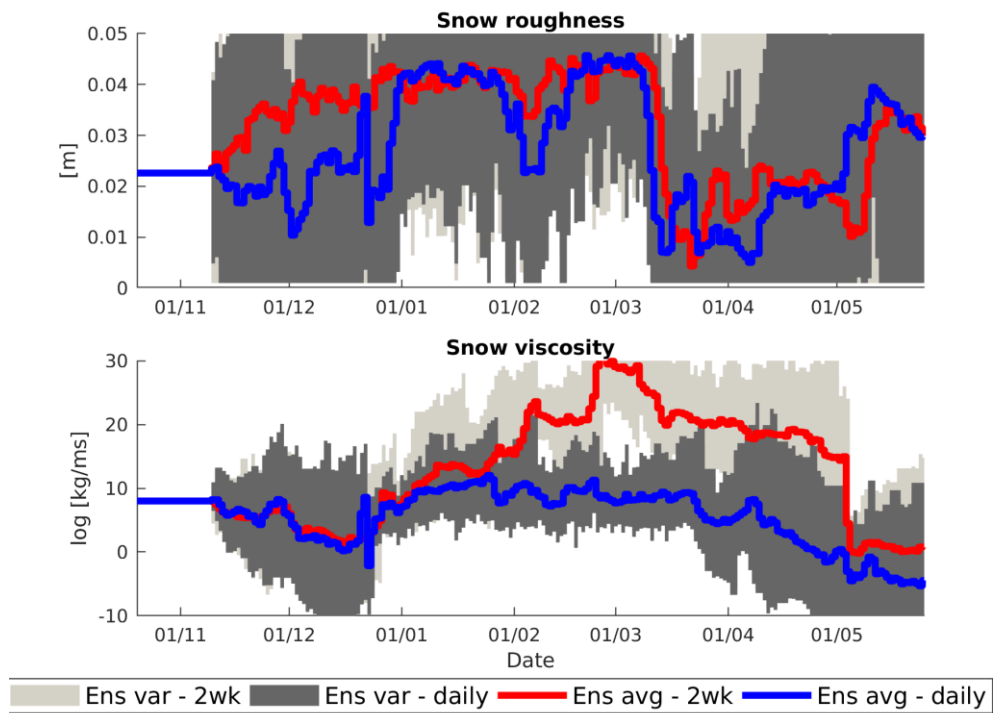 Snow roughness
[m]
0.05
0.04
0.03
0.02
0.01
0
01/11 01/12 01/01 01/02 01/03 01/04 01/05
Snow viscosity
log [kg/ms]
30
20
10
0
-10
01/11 01/12 01/01 01/02 01/03 01/04 01/05
Date
Ens var - 2wk Ens var - daily Ens avg - 2wk Ens avg - daily